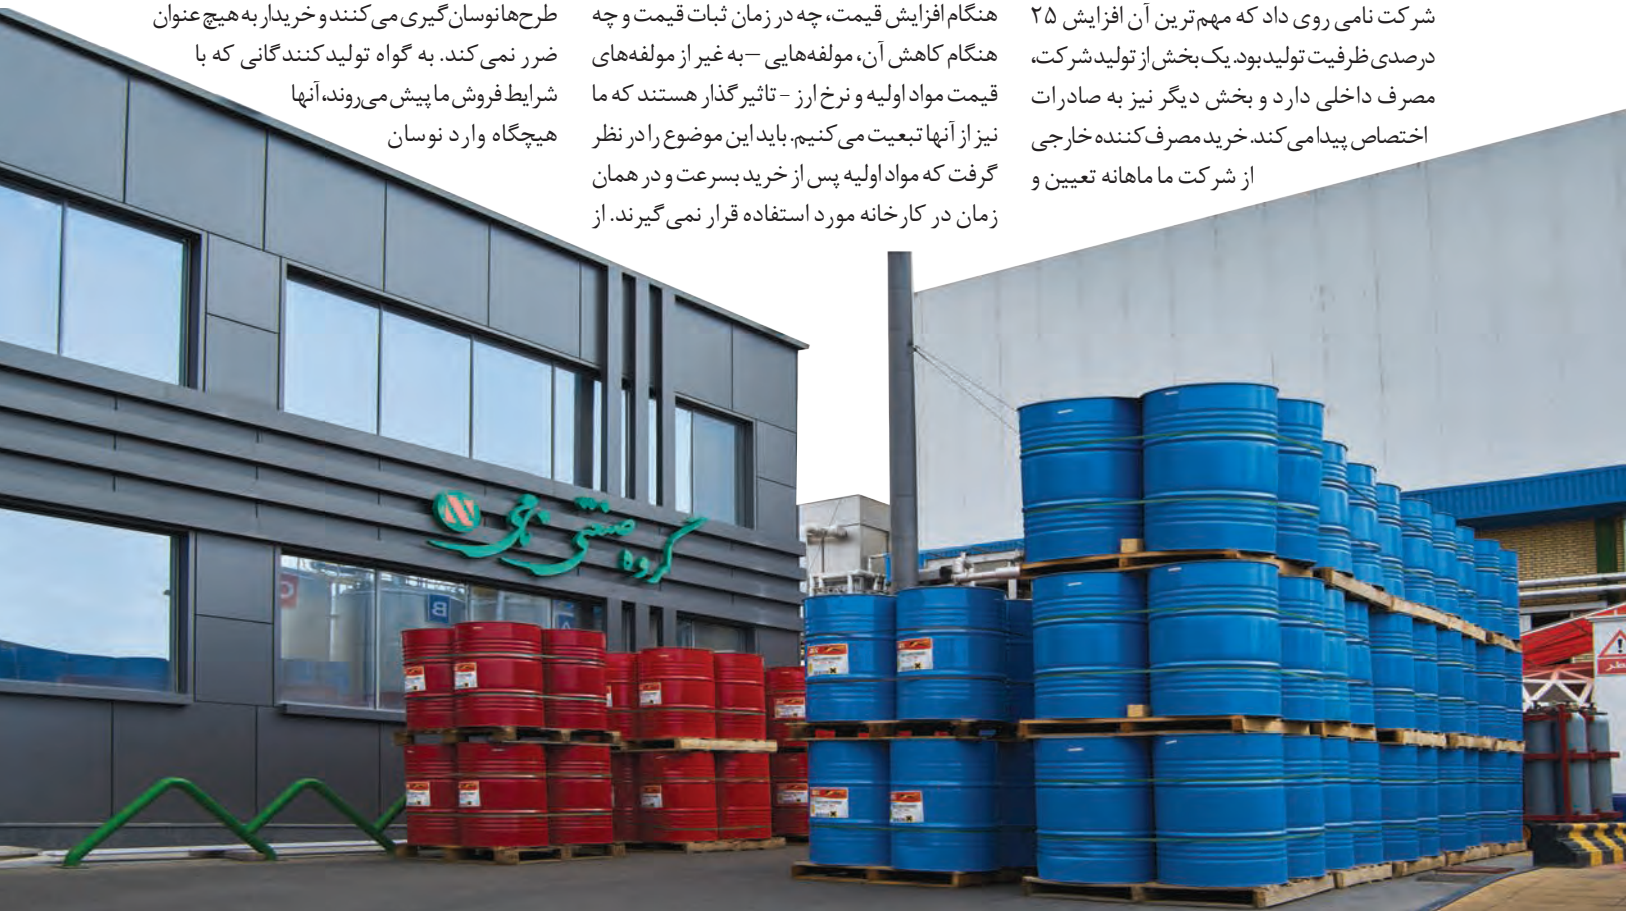 شرکت نامی روی داد که مهم‌ترین آن افزایش ۲۵
درصدی ظرفیت تولید بود. یک بخش از تولید شرکت،
مصرف داخلی دارد و بخش دیگر نیز به صادرات
اختصاص پیدا می‌کند. خرید مصرف‌کننده خارجی
از شرکت ما ماهانه تعیین و
هنگام افزایش قیمت، چه در زمان ثبات قیمت و چه
هنگام کاهش آن، مولفه‌هایی –به غیر از مولفه‌های
قیمت مواد اولیه و نرخ ارز - تاثیرگذار هستند که ما
نیز از آنها تبعیت می‌کنیم. باید این موضوع را در نظر
گرفت که مواد اولیه پس از خرید بسرعت و در همان
زمان در کارخانه مورد استفاده قرار نمی‌گیرند. از
طرح‌ها نوسان‌گیری می‌کنند و خریدار به هیچ عنوان
ضرر نمی‌کند. به گواه تولیدکنندگانی که با
شرایط فروش ما پیش می‌روند، آنها
هیچگاه وارد نوسان
گروه صنعتی نامی
C
B
A
خطر